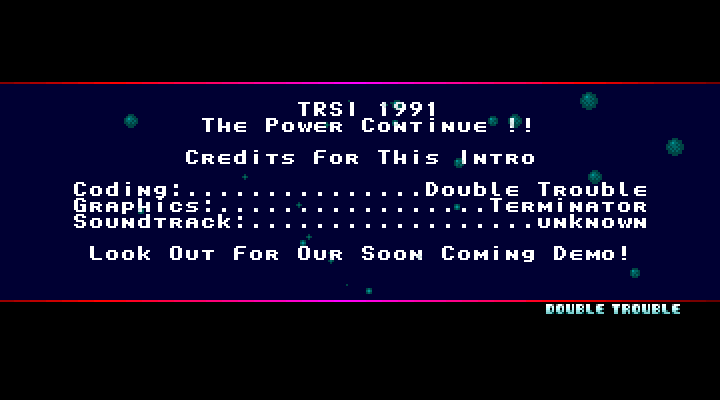 TRSI 1991
The Power Continue !!
Credits For This Intro
Coding:...............Double Trouble
Graphics:.................Terminator
Soundtrack:..................unknown
Look Out For Our Soon Coming Demo!
DOUBLE TROUBLE